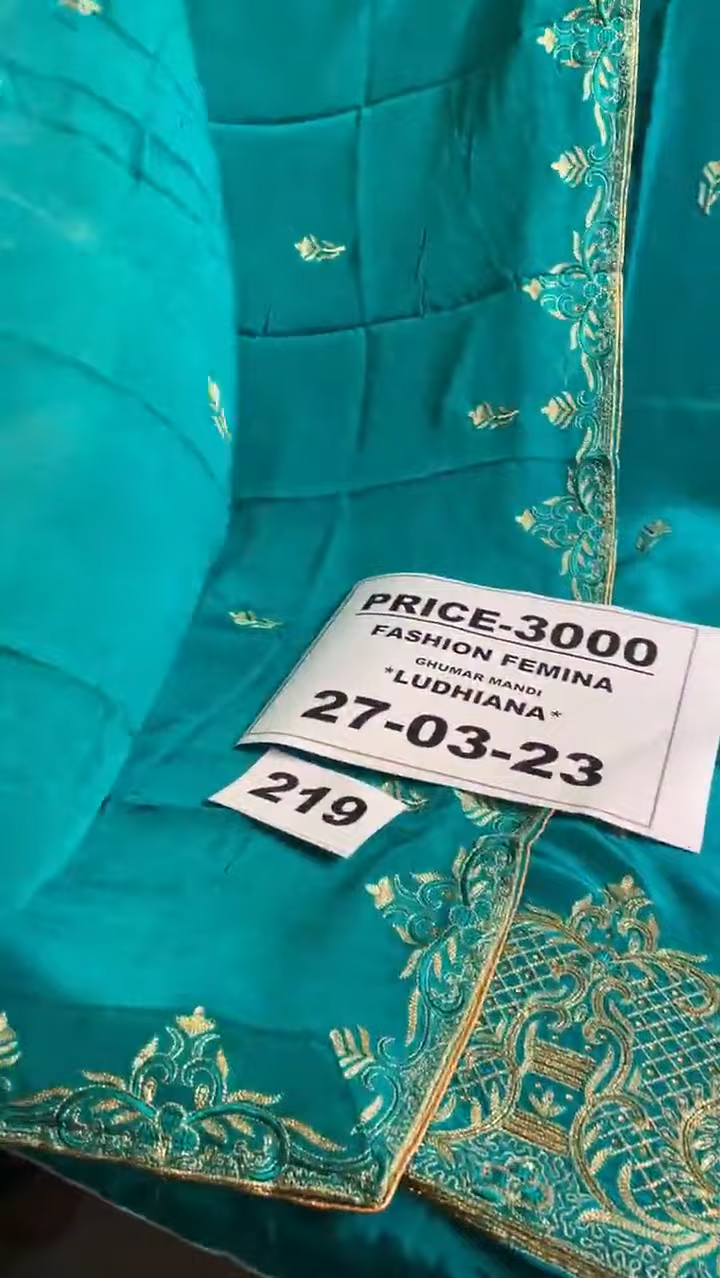 PRICE-3000
FASHION FEMINA
GHUMAR MANDI
*LUDHIANA*
27-03-23
219